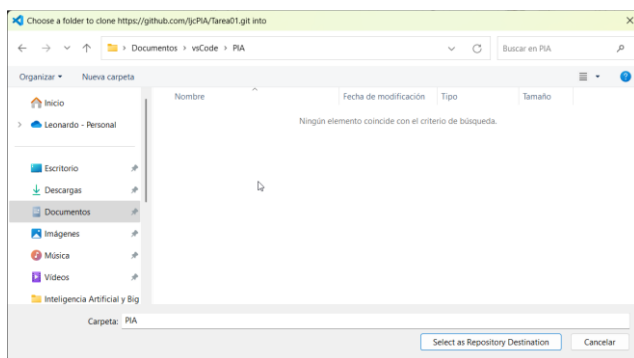 Choose a folder to clone https://github.com/ljcPIA/Tarea01.git into
Documentos > vsCode > PIA
Buscar en PIA
Organizar
Nueva carpeta
Nombre
Fecha de modificación
Tipo
Tamaño
Ningún elemento coincide con el criterio de búsqueda.
Inicio
Leonardo - Personal
Escritorio
Descargas
Documentos
Imágenes
Música
Vídeos
Inteligencia Artificial y Big
Carpeta: PIA
Select as Repository Destination
Cancelar